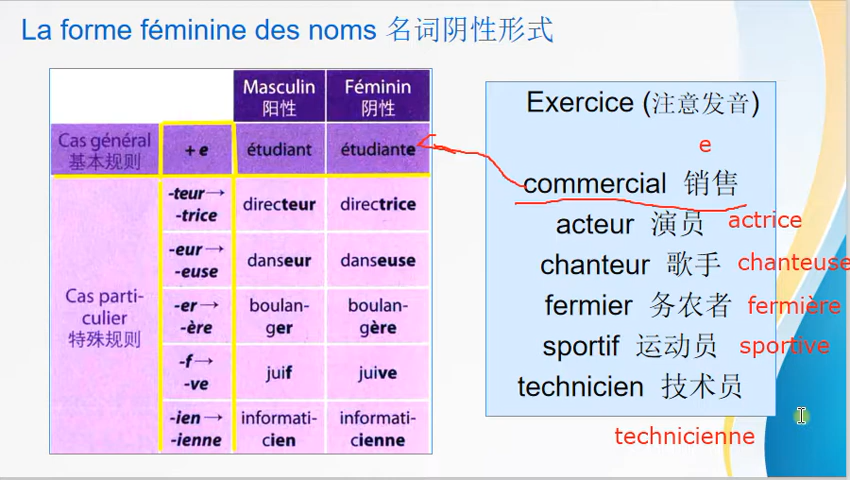 La forme féminine des noms 名词阴性形式
Masculin
阳性
Féminin
阴性
Cas général
基本规则
+ e
étudiant
étudiante
Cas parti-
culier
特殊规则
-teur→
-trice
directeur
directrice
-eur→
-euse
danseur
danseuse
-er→
-ère
boulan-
ger
boulan-
gère
-f→
-ve
juif
juive
-ien→
-ienne
informati-
cien
informati-
cienne
Exercice (注意发音)
e
commercial 销售
acteur 演员 actrice
chanteur 歌手 chanteuse
fermier 务农者 fermière
sportif 运动员 sportive
technicien 技术员
technicienne